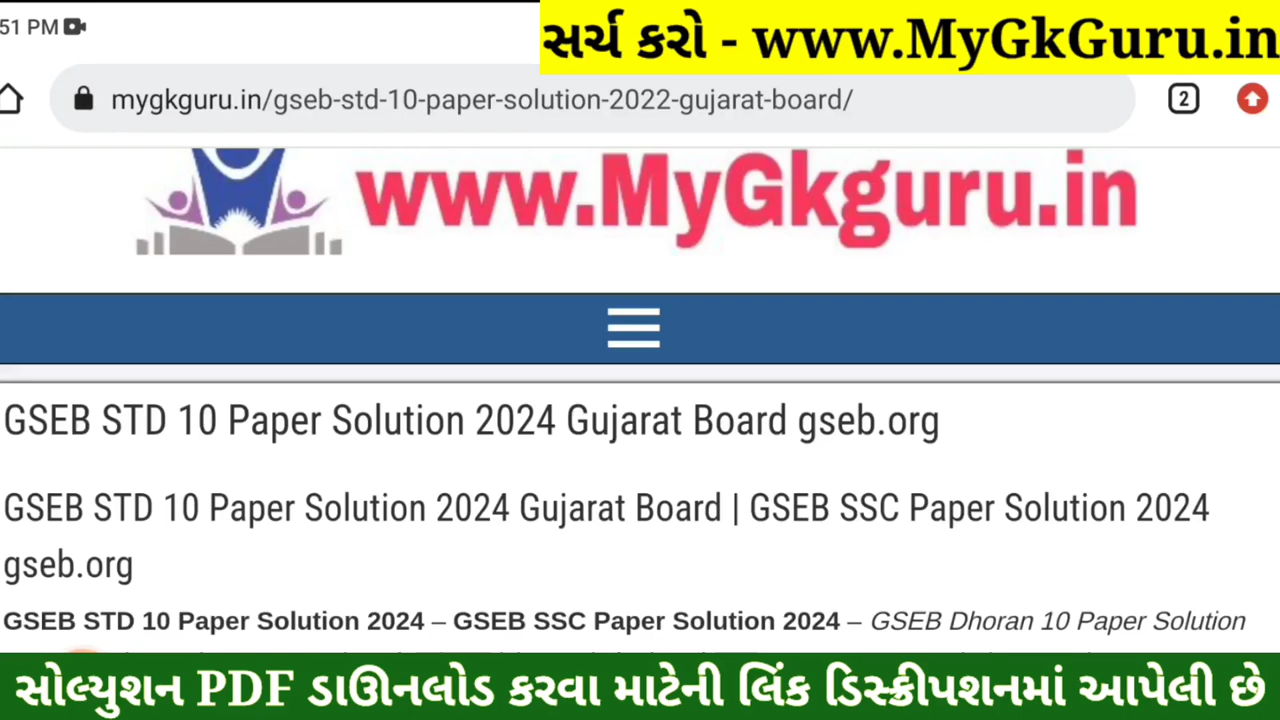 51 PM
સર્ચ કરો - www.MyGkGuru.in
mygkguru.in/gseb-std-10-paper-solution-2022-gujarat-board/
2
www.MyGkguru.in
GSEB STD 10 Paper Solution 2024 Gujarat Board gseb.org
GSEB STD 10 Paper Solution 2024 Gujarat Board | GSEB SSC Paper Solution 2024
gseb.org
GSEB STD 10 Paper Solution 2024 – GSEB SSC Paper Solution 2024 – GSEB Dhoran 10 Paper Solution
સોલ્યુશન PDF ડાઊનલોડ કરવા માટેની લિંક ડિસ્ક્રીપશનમાં આપેલી છે